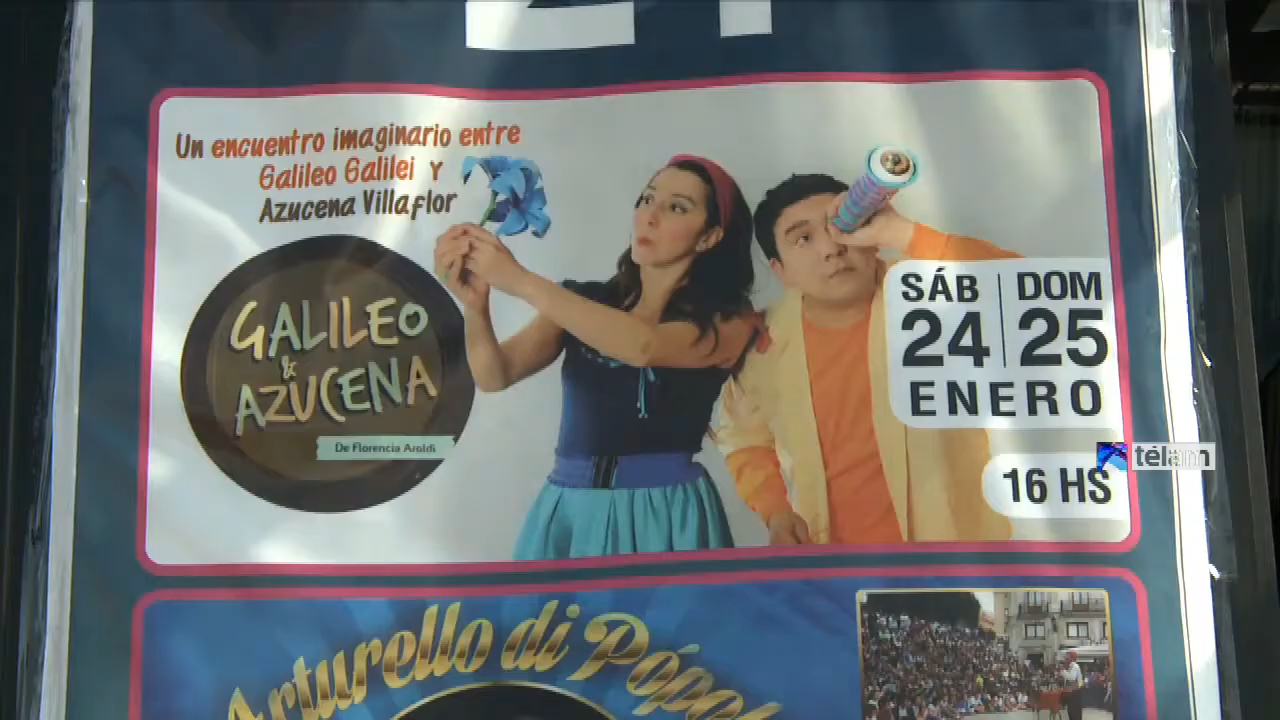 Un encuentro imaginario entre
Galileo Galilei Y
Azucena Villaflor
GALILEO
&
AZUCENA
De Florencia Aroldi
SÁB DOM
24 25
ENERO
16 HS
télam
Arturello di